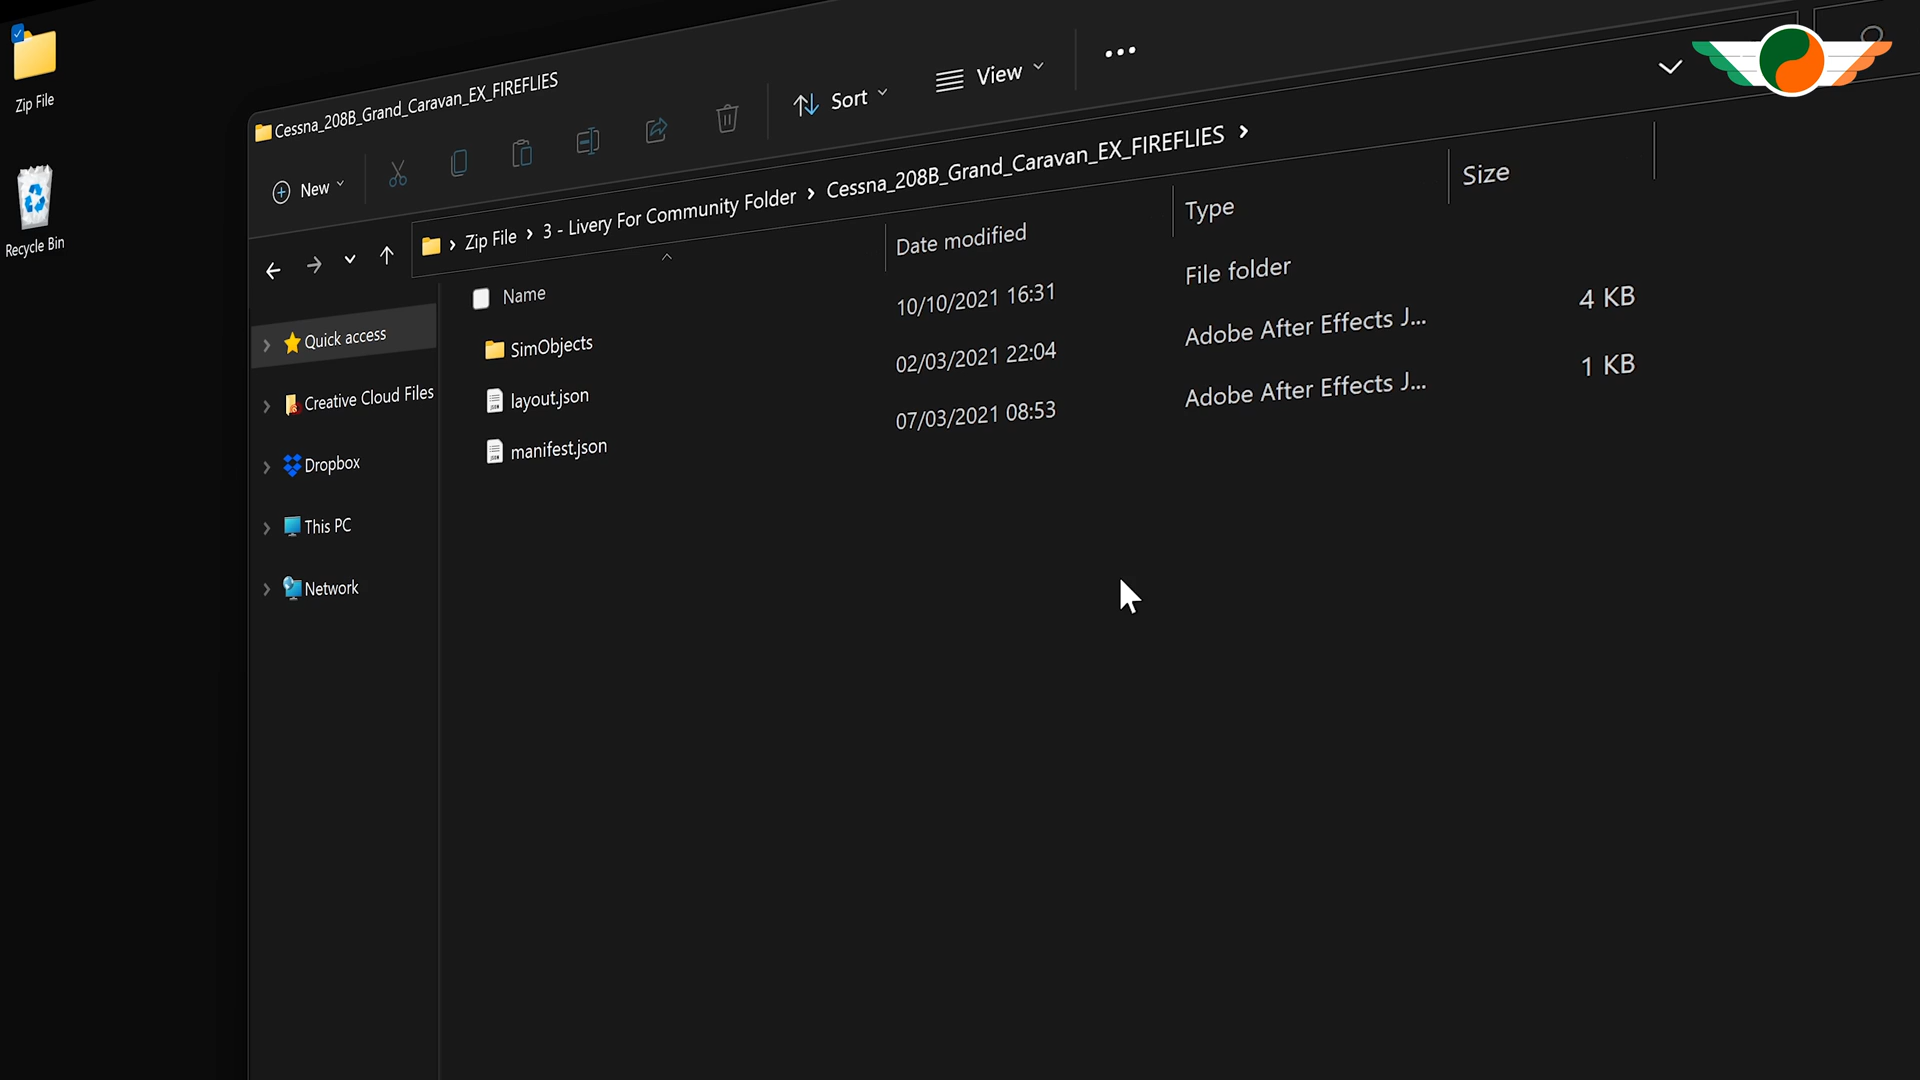 Zip File
Recycle Bin
Cessna_208B_Grand_Caravan_EX_FIREFLIES
New
Sort
View
Zip File
3 - Livery For Community Folder
Cessna_208B_Grand_Caravan_EX_FIREFLIES
Name
Date modified
Type
Size
SimObjects
10/10/2021 16:31
File folder
layout.json
02/03/2021 22:04
Adobe After Effects J...
4 KB
manifest.json
07/03/2021 08:53
Adobe After Effects J...
1 KB
Quick access
Creative Cloud Files
Dropbox
This PC
Network